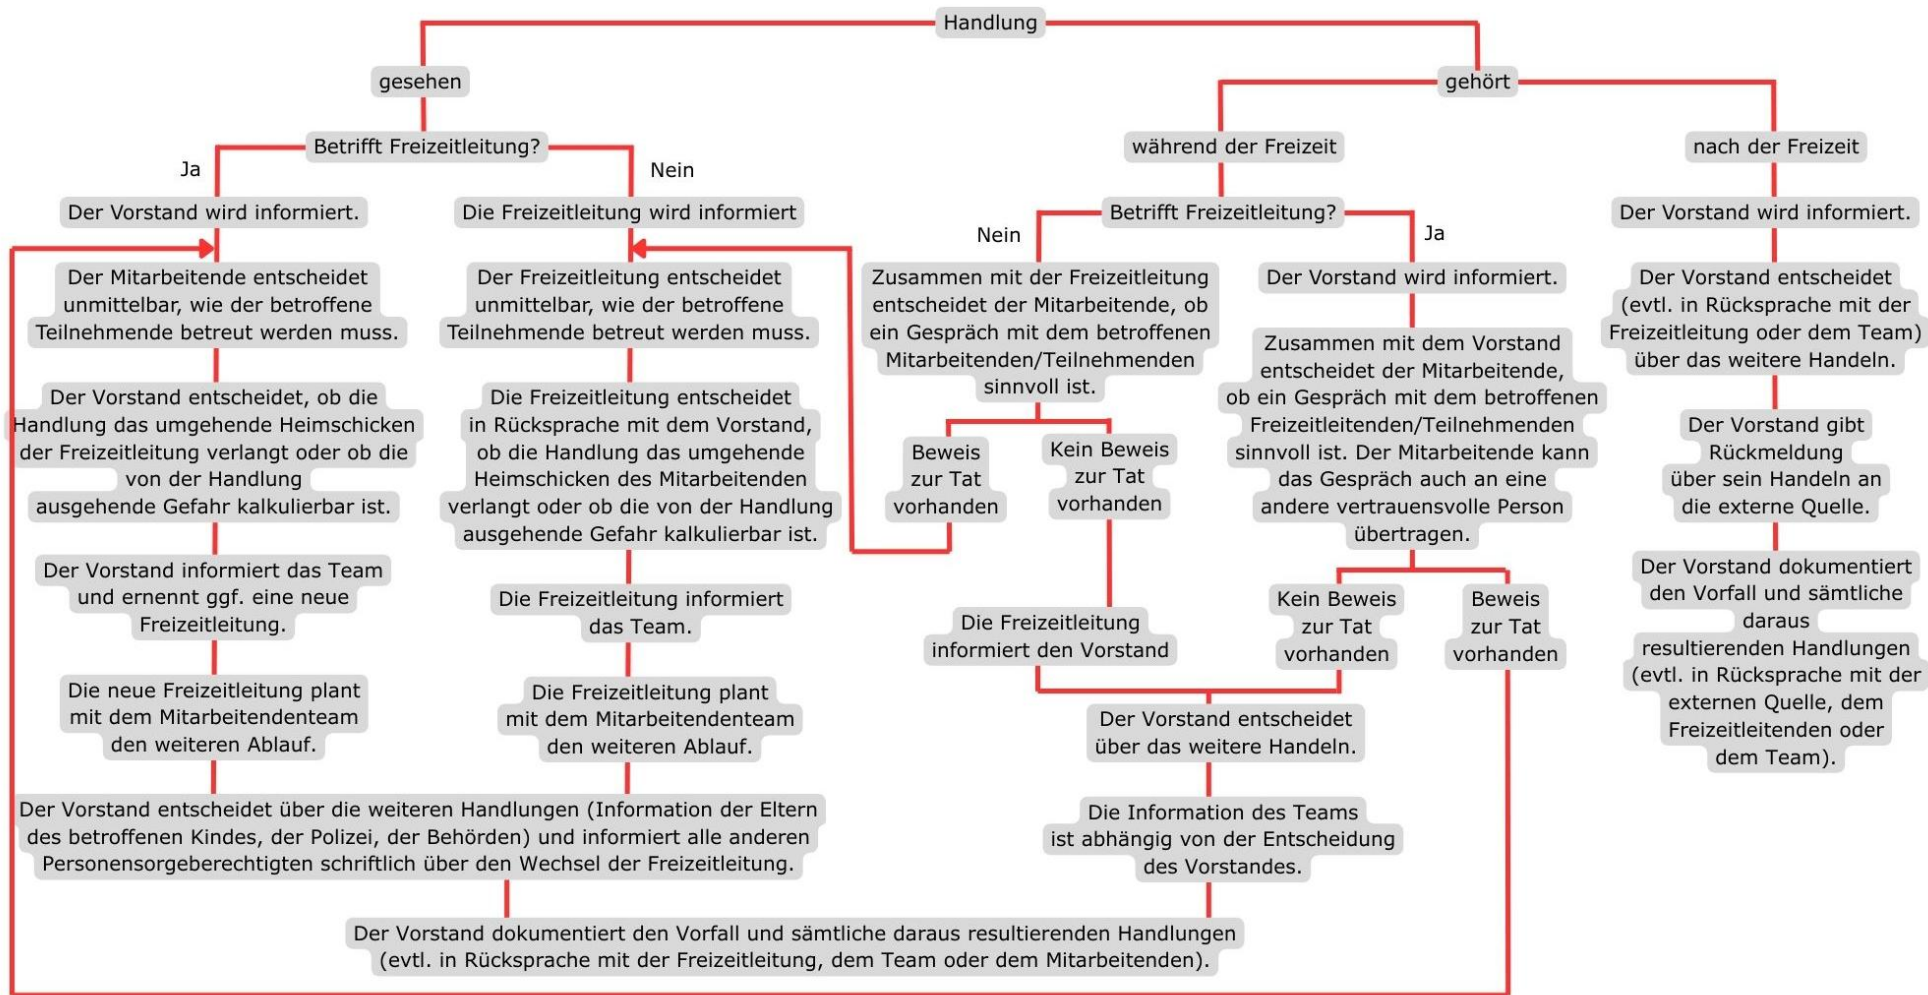 Handlung
gesehen
gehört
Betrifft Freizeitleitung?
Ja
Nein
Der Vorstand wird informiert.
Der Mitarbeitende entscheidet
unmittelbar, wie der betroffene
Teilnehmende betreut werden muss.
Der Vorstand entscheidet, ob die
Handlung das umgehende Heimschicken
der Freizeitleitung verlangt oder ob die
von der Handlung
ausgehende Gefahr kalkulierbar ist.
Der Vorstand informiert das Team
und ernennt ggf. eine neue
Freizeitleitung.
Die neue Freizeitleitung plant
mit dem Mitarbeitendenteam
den weiteren Ablauf.
Die Freizeitleitung wird informiert
Der Freizeitleitung entscheidet
unmittelbar, wie der betroffene
Teilnehmende betreut werden muss.
Die Freizeitleitung entscheidet
in Rücksprache mit dem Vorstand,
ob die Handlung das umgehende
Heimschicken des Mitarbeitenden
verlangt oder ob die von der Handlung
ausgehende Gefahr kalkulierbar ist.
Die Freizeitleitung informiert
das Team.
Die Freizeitleitung plant
mit dem Mitarbeitendenteam
den weiteren Ablauf.
Der Vorstand entscheidet über die weiteren Handlungen (Information der Eltern
des betroffenen Kindes, der Polizei, der Behörden) und informiert alle anderen
Personensorgeberechtigten schriftlich über den Wechsel der Freizeitleitung.
während der Freizeit
Betrifft Freizeitleitung?
Nein
Ja
Zusammen mit der Freizeitleitung
entscheidet der Mitarbeitende, ob
ein Gespräch mit dem betroffenen
Mitarbeitenden/Teilnehmenden
sinnvoll ist.
Beweis
zur Tat
vorhanden
Kein Beweis
zur Tat
vorhanden
Die Freizeitleitung
informiert den Vorstand
Der Vorstand wird informiert.
Zusammen mit dem Vorstand
entscheidet der Mitarbeitende,
ob ein Gespräch mit dem betroffenen
Freizeitleitenden/Teilnehmenden
sinnvoll ist. Der Mitarbeitende kann
das Gespräch auch an eine
andere vertrauensvolle Person
übertragen.
Kein Beweis
zur Tat
vorhanden
Beweis
zur Tat
vorhanden
Der Vorstand entscheidet
über das weitere Handeln.
Die Information des Teams
ist abhängig von der Entscheidung
des Vorstandes.
Der Vorstand dokumentiert den Vorfall und sämtliche daraus resultierenden Handlungen
(evtl. in Rücksprache mit der Freizeitleitung, dem Team oder dem Mitarbeitenden).
nach der Freizeit
Der Vorstand wird informiert.
Der Vorstand entscheidet
(evtl. in Rücksprache mit der
Freizeitleitung oder dem Team)
über das weitere Handeln.
Der Vorstand gibt
Rückmeldung
über sein Handeln an
die externe Quelle.
Der Vorstand dokumentiert
den Vorfall und sämtliche
daraus
resultierenden Handlungen
(evtl. in Rücksprache mit der
externen Quelle, dem
Freizeitleitenden oder
dem Team).